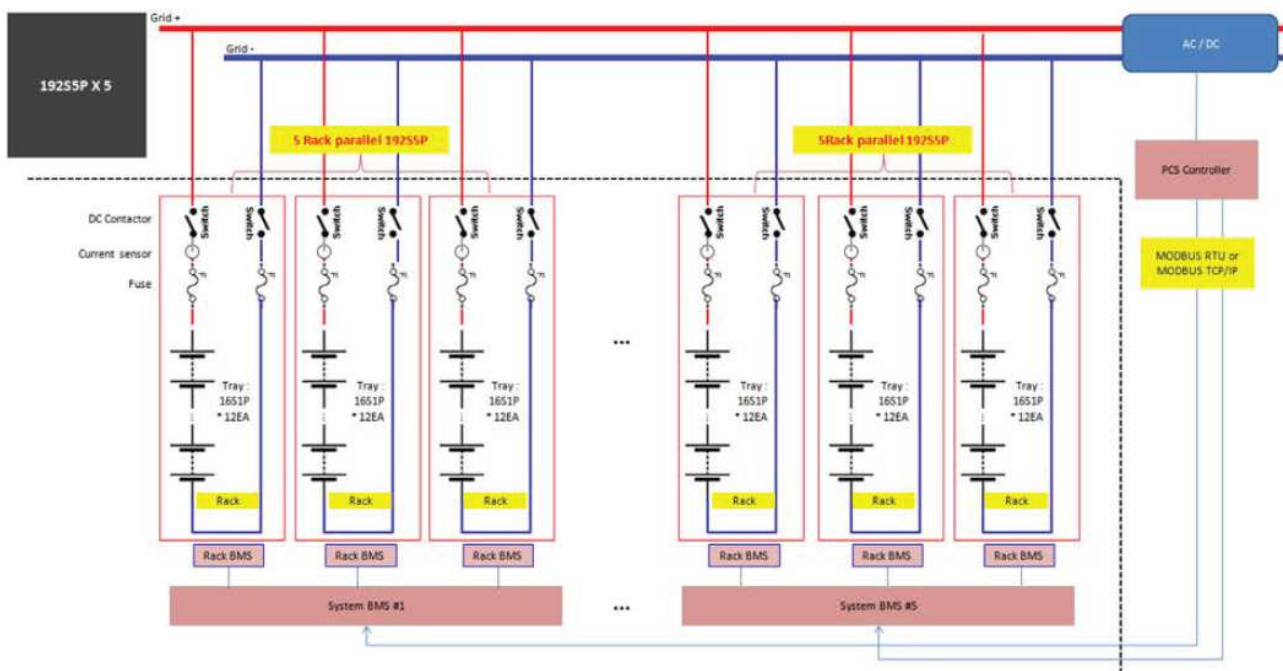 Grid +
Grid -
AC / DC
192S5P X 5
5 Rack parallel 192S5P
5Rack parallel 192S5P
PCS Controller
MODBUS RTU or
MODBUS TCP/IP
DC Contactor
Current sensor
Fuse
Switch
Switch
Switch
Switch
Switch
Switch
Switch
Switch
Switch
Switch
Switch
Switch
F
F
F
F
F
F
F
F
F
F
F
F
...
Tray :
16S1P
* 12EA
Tray :
16S1P
* 12EA
Tray :
16S1P
* 12EA
Tray :
16S1P
* 12EA
Tray :
16S1P
* 12EA
Tray :
16S1P
* 12EA
Rack
Rack
Rack
Rack
Rack
Rack
Rack BMS
Rack BMS
Rack BMS
Rack BMS
Rack BMS
Rack BMS
System BMS #1
...
System BMS #5